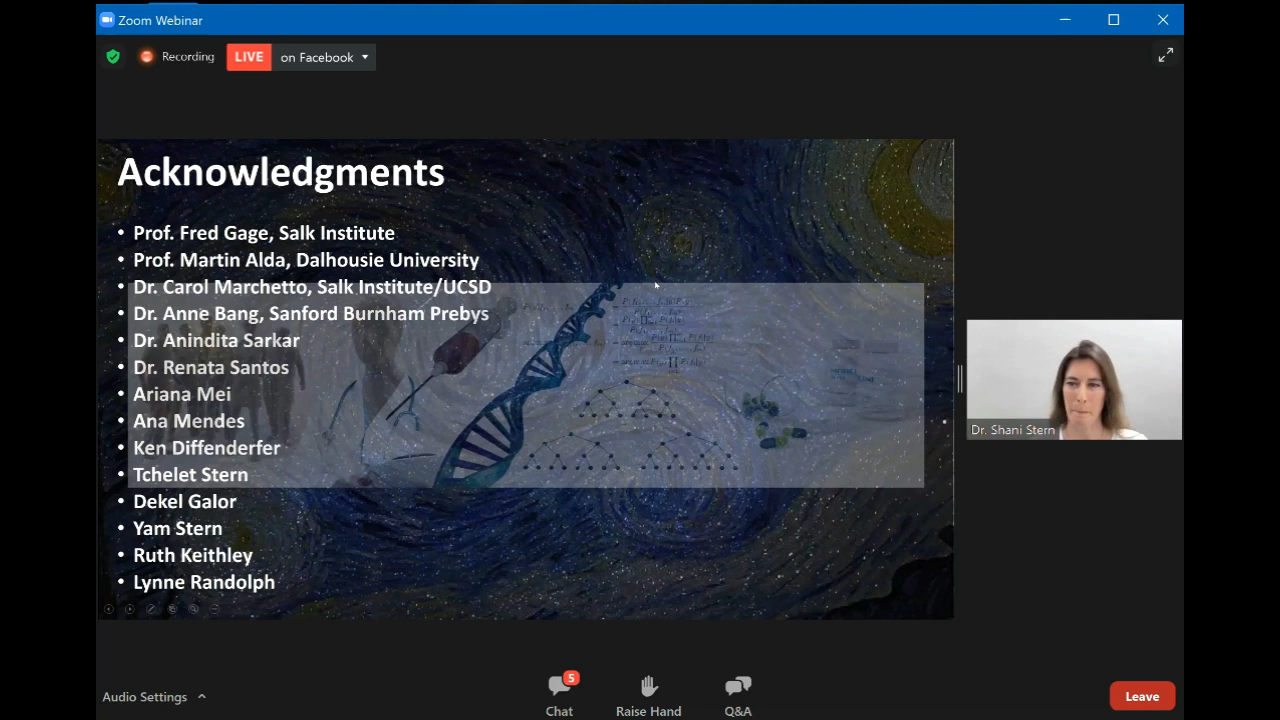 Zoom Webinar
Recording
LIVE
on Facebook
Acknowledgments
• Prof. Fred Gage, Salk Institute
• Prof. Martin Alda, Dalhousie University
• Dr. Carol Marchetto, Salk Institute/UCSD
• Dr. Anne Bang, Sanford Burnham Prebys
• Dr. Anindita Sarkar
• Dr. Renata Santos
• Ariana Mei
• Ana Mendes
• Ken Diffenderfer
• Tchelet Stern
• Dekel Galor
• Yam Stern
• Ruth Keithley
• Lynne Randolph
Dr. Shani Stern
Audio Settings
5
Chat
Raise Hand
Q&A
Leave